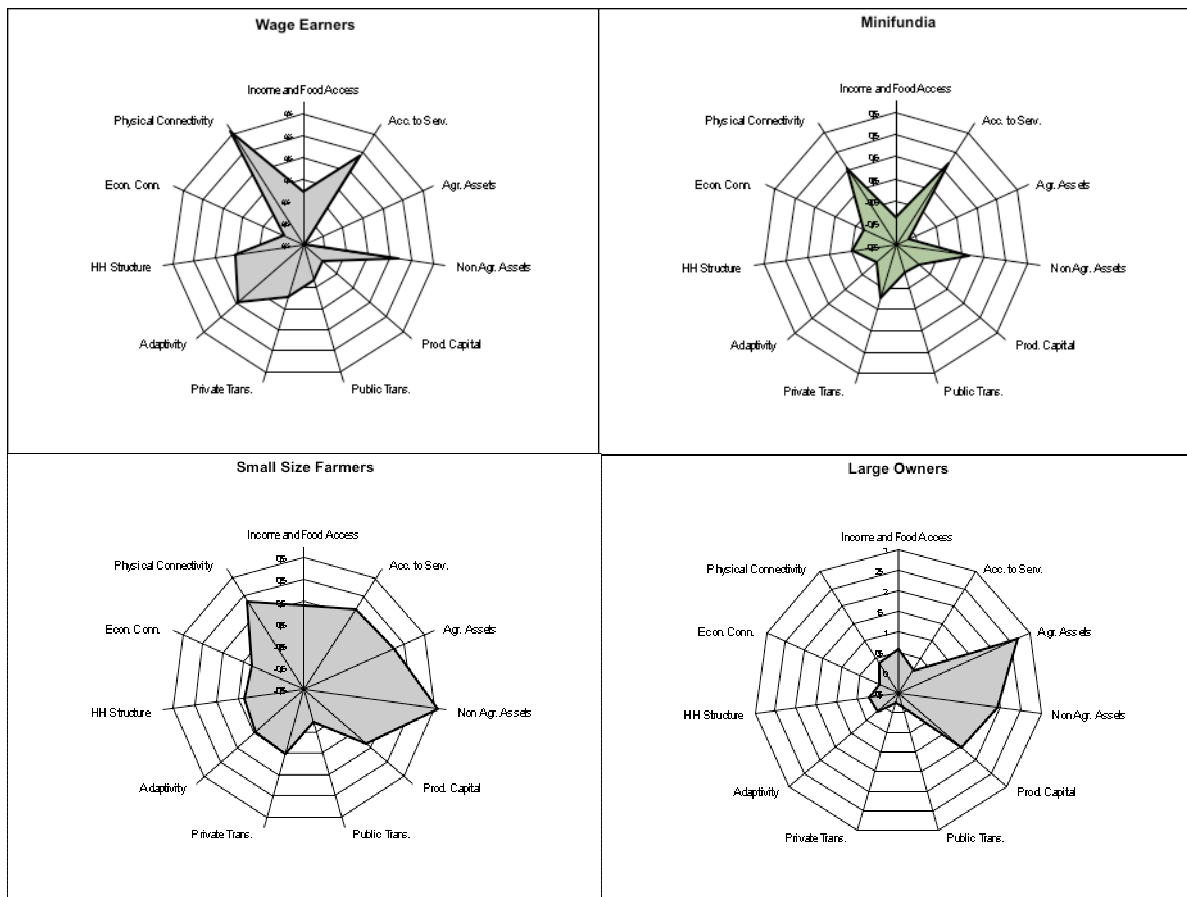 Wage Earners
Income and Food Access
Acc. to Serv.
Agr. Assets
Non Agr. Assets
Prod. Capital
Public Trans.
Private Trans.
Adaptivity
HH Structure
Econ. Conn.
Physical Connectivity
Minifundia
Income and Food Access
Acc. to Serv.
Agr. Assets
Non Agr. Assets
Prod. Capital
Public Trans.
Private Trans.
Adaptivity
HH Structure
Econ. Conn.
Physical Connectivity
Small Size Farmers
Income and Food Access
Acc. to Serv.
Agr. Assets
Non Agr. Assets
Prod. Capital
Public Trans.
Private Trans.
Adaptivity
HH Structure
Econ. Conn.
Physical Connectivity
Large Owners
Income and Food Access
Acc. to Serv.
Agr. Assets
Non Agr. Assets
Prod. Capital
Public Trans.
Private Trans.
Adaptivity
HH Structure
Econ. Conn.
Physical Connectivity
2
1
0